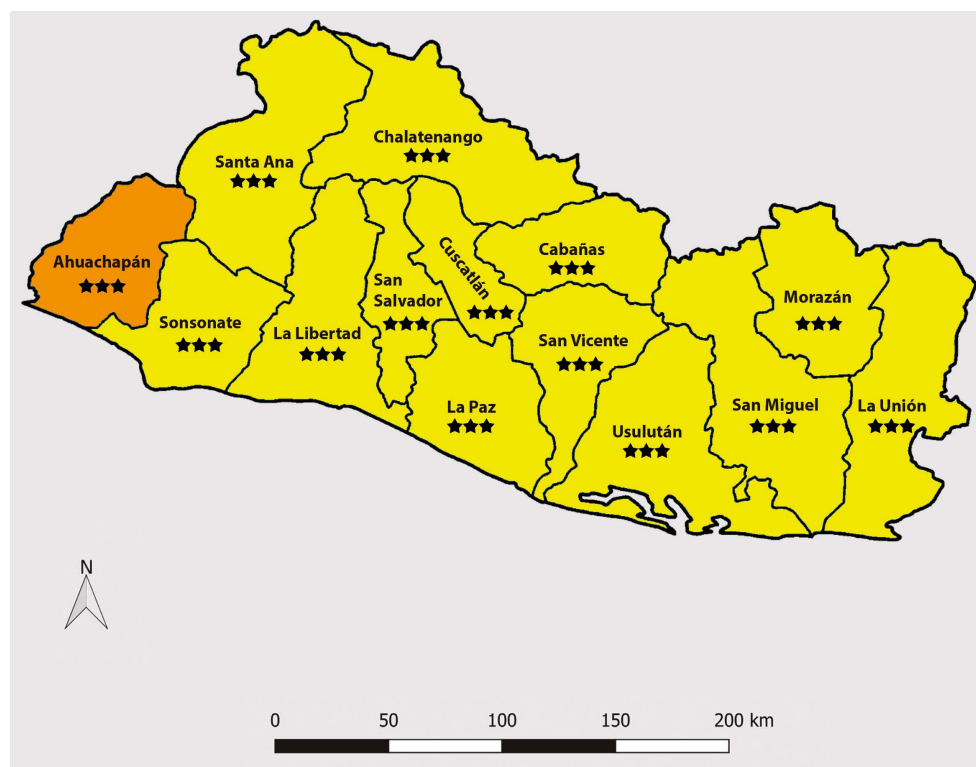 Chalatenango
Santa Ana
Ahuachapán
Cabañas
Cuscatlán
San
Salvador
Morazán
Sonsonate
La Libertad
San Vicente
La Paz
San Miguel
La Unión
Usulután
N
0 50 100 150 200 km